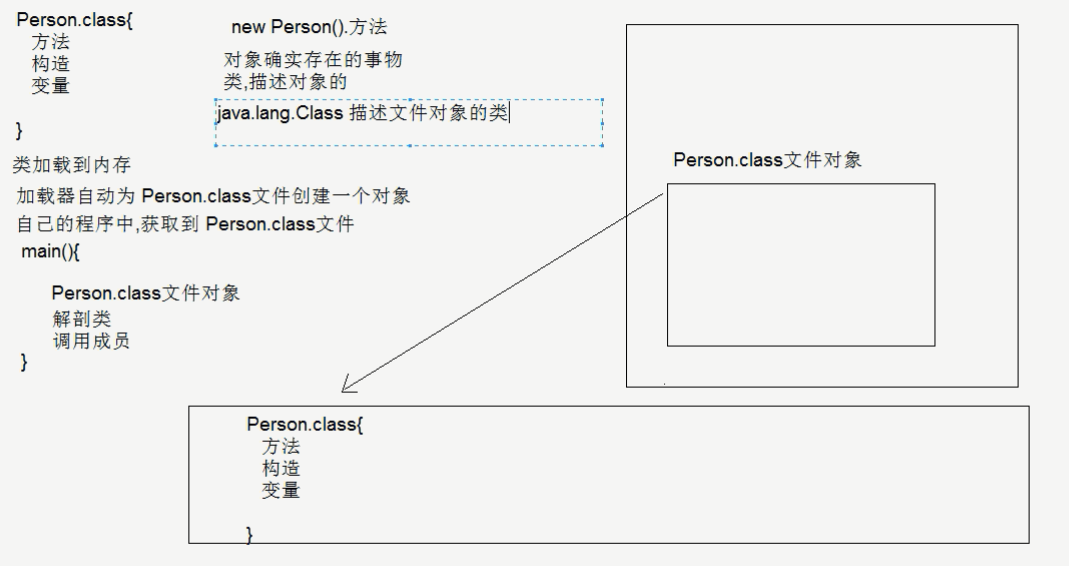 Person.class{
方法
构造
变量
}
new Person().方法
对象确实存在的事物
类,描述对象的
java.lang.Class 描述文件对象的类
类加载到内存
加载器自动为 Person.class文件创建一个对象
自己的程序中,获取到 Person.class文件
main(){
Person.class文件对象
解剖类
调用成员
}
Person.class文件对象
Person.class{
方法
构造
变量
}